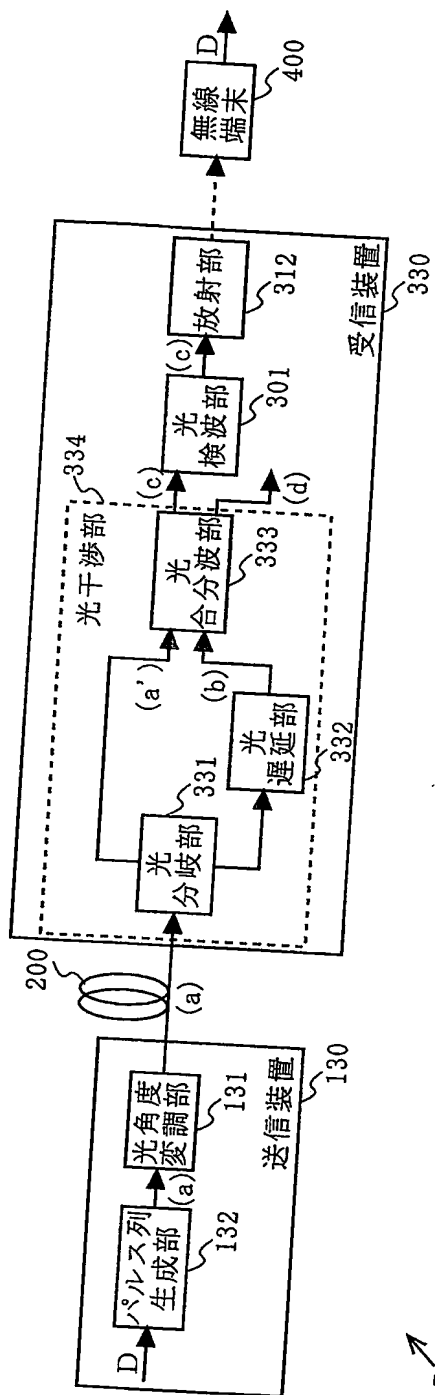 D
パルス列
生成部
132
(a)
光角度
変調部
131
送信装置
130
200
(a)
光
分岐部
331
光
遅延部
332
(a')
(b)
光干渉部
334
光
合分波部
333
(c)
(d)
光
検波部
301
(c)
放射部
312
受信装置
330
無線
端末
400
D